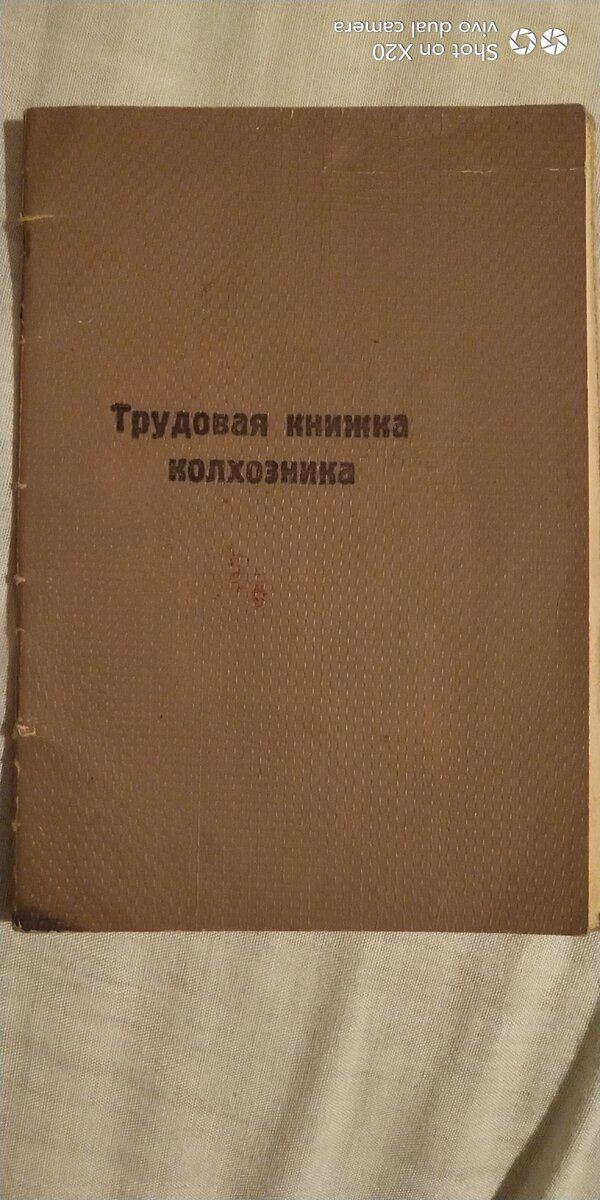 Shot on X20
vivo dual camera
Трудовая книжка
колхозника